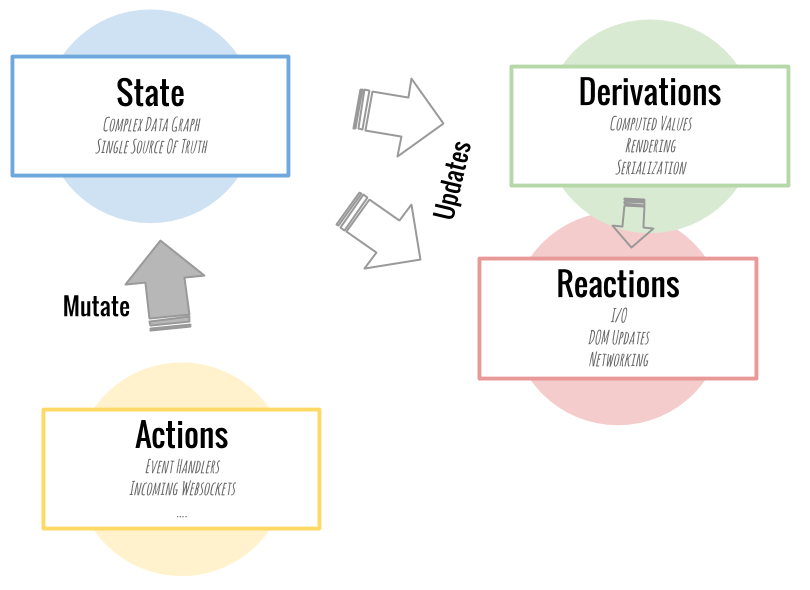 State
Complex Data Graph
Single Source Of Truth
Updates
Derivations
Computed Values
Rendering
Serialization
Mutate
Reactions
I/O
DOM Updates
Networking
Actions
Event Handlers
Incoming Websockets
....